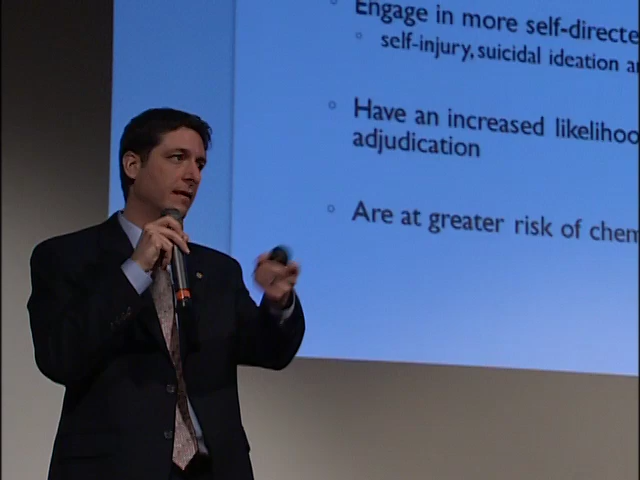 Engage in more self-directe
self-injury, suicidal ideation a
Have an increased likelihoo
adjudication
Are at greater risk of chem